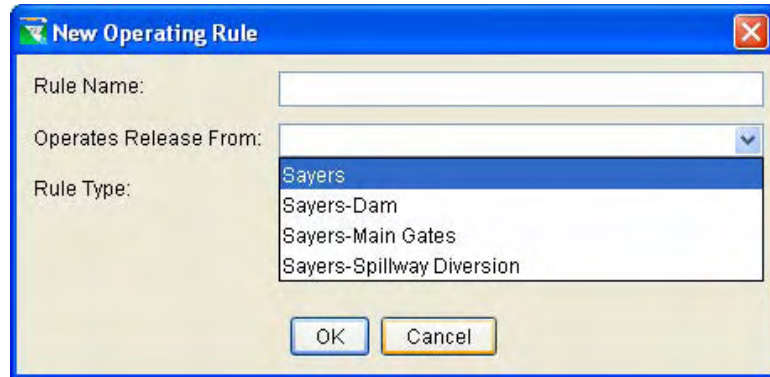 New Operating Rule
Rule Name:
Operates Release From:
Rule Type:
Sayers
Sayers-Dam
Sayers-Main Gates
Sayers-Spillway Diversion
OK Cancel